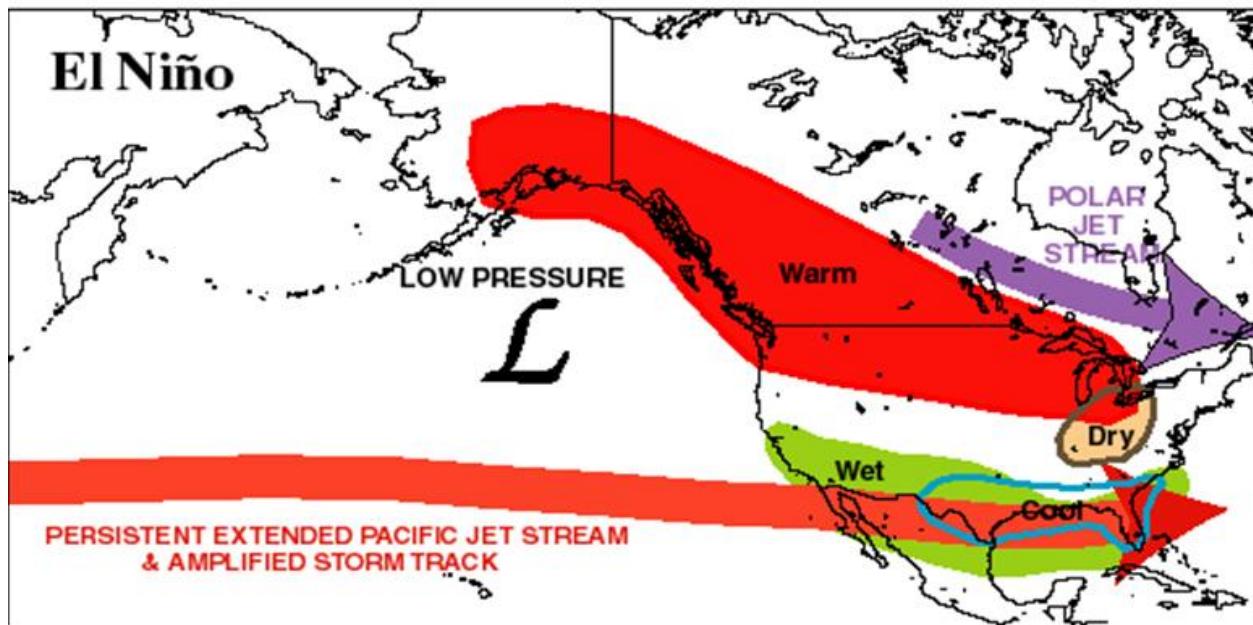 El Niño
POLAR
JET
STREAM
LOW PRESSURE
Warm
L
Dry
Wet
Cool
PERSISTENT EXTENDED PACIFIC JET STREAM
& AMPLIFIED STORM TRACK